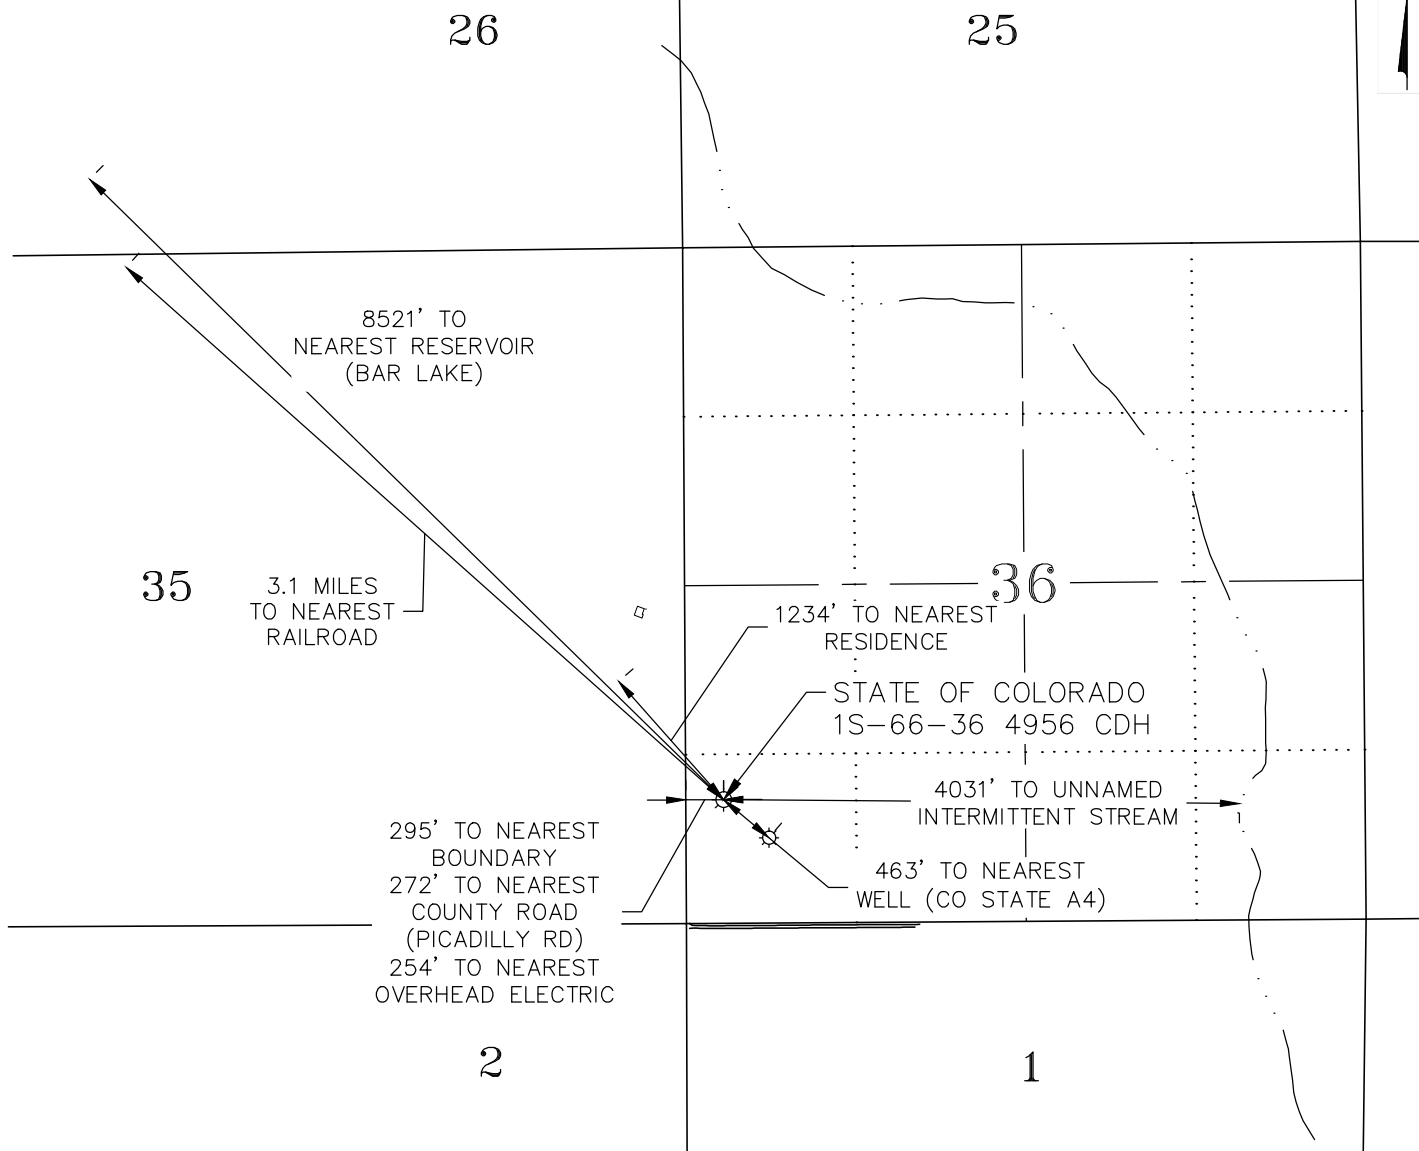 26
25
8521' TO
NEAREST RESERVOIR
(BAR LAKE)
35
3.1 MILES
TO NEAREST
RAILROAD
36
1234' TO NEAREST
RESIDENCE
STATE OF COLORADO
1S-66-36 4956 CDH
4031' TO UNNAMED
INTERMITTENT STREAM
295' TO NEAREST
BOUNDARY
272' TO NEAREST
COUNTY ROAD
(PICADILLY RD)
254' TO NEAREST
OVERHEAD ELECTRIC
463' TO NEAREST
WELL (CO STATE A4)
2
1